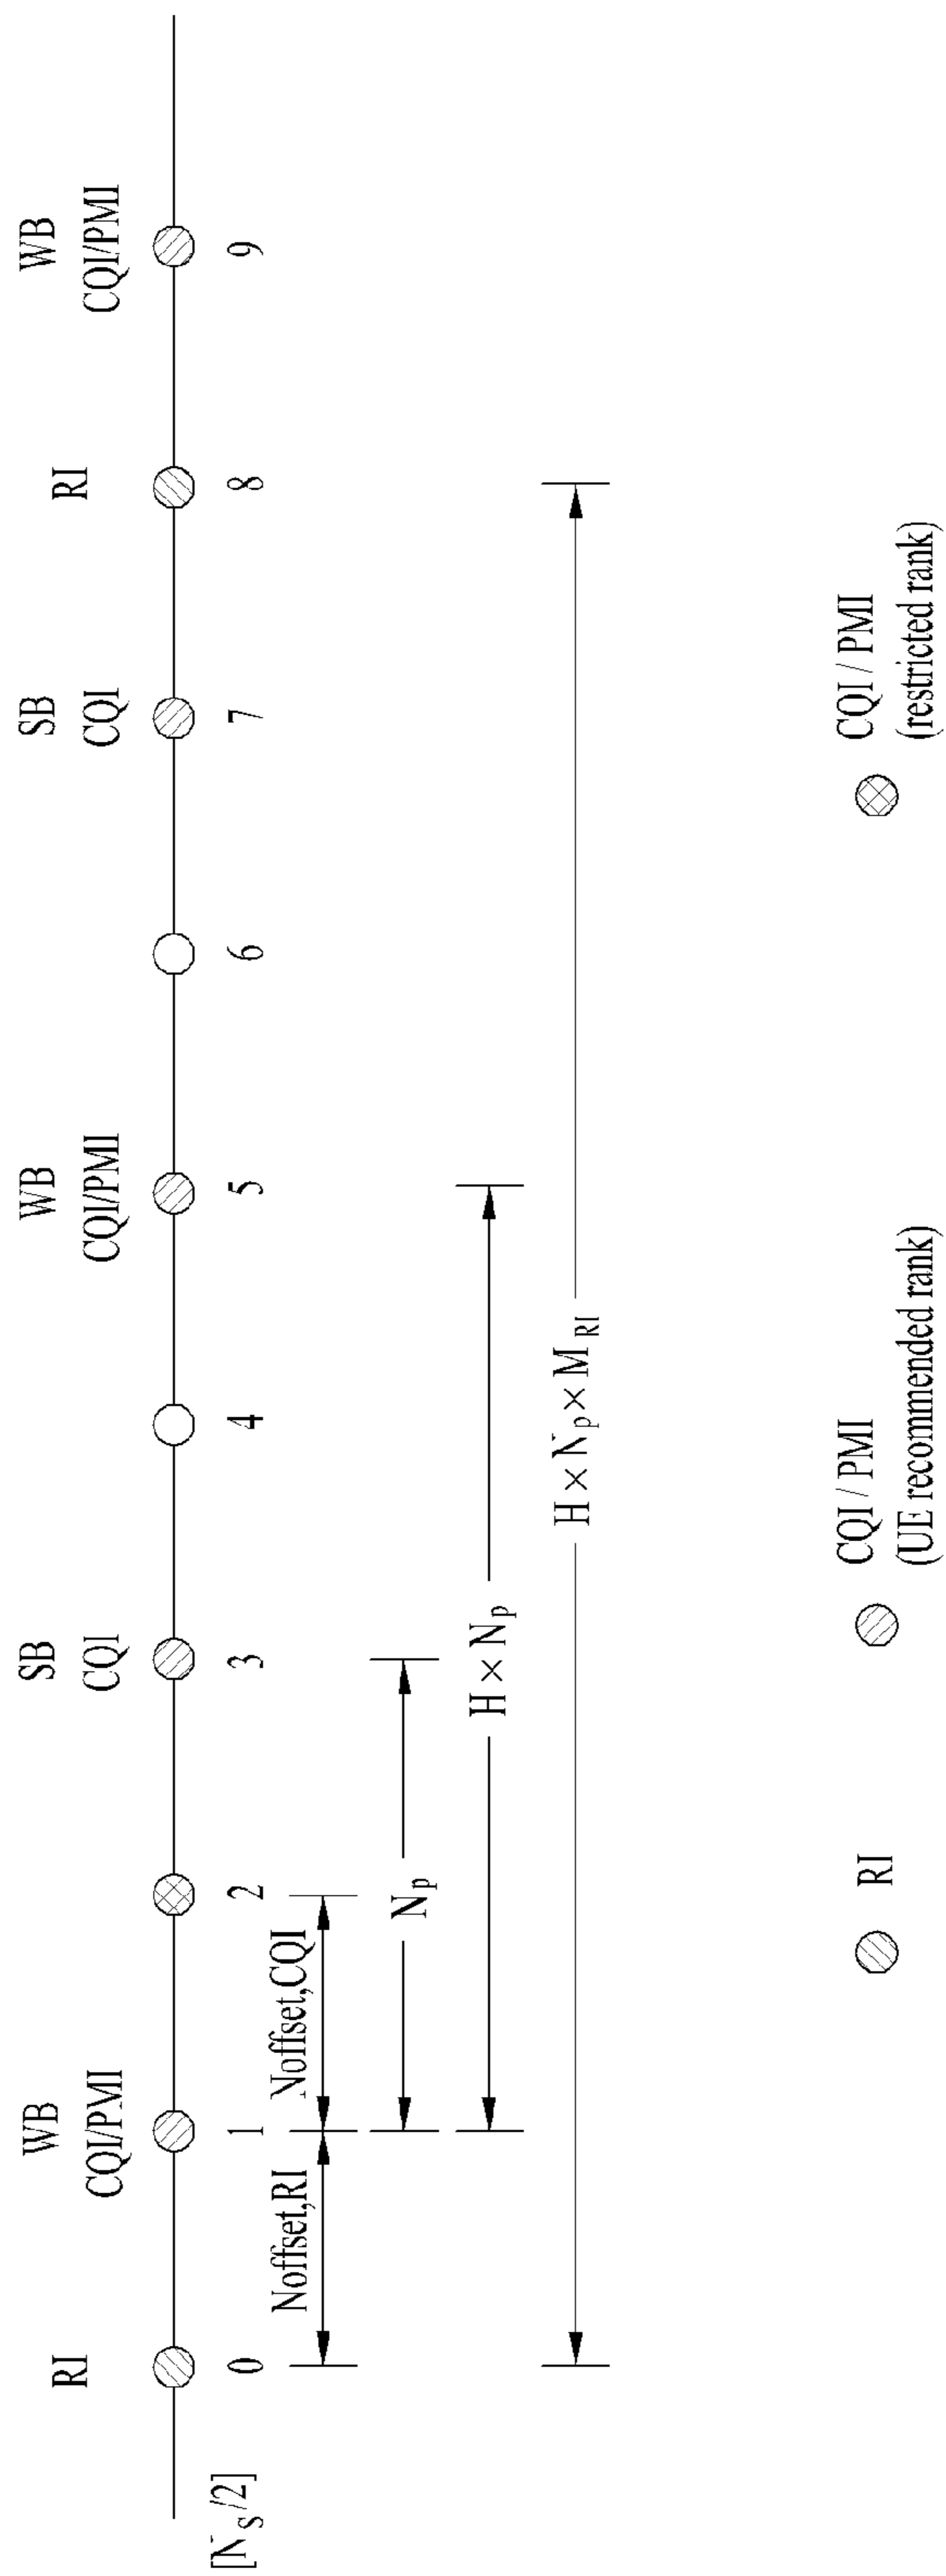 RI
WB
CQI/PMI
SB
CQI
WB
CQI/PMI
SB
CQI
RI
WB
CQI/PMI
[N_S/2]
0 1 2 3 4 5 6 7 8 9
Noffset,RI
Noffset,CQI
N_p
H × N_p
H × N_p × M_RI
RI
CQI / PMI
(UE recommended rank)
CQI / PMI
(restricted rank)